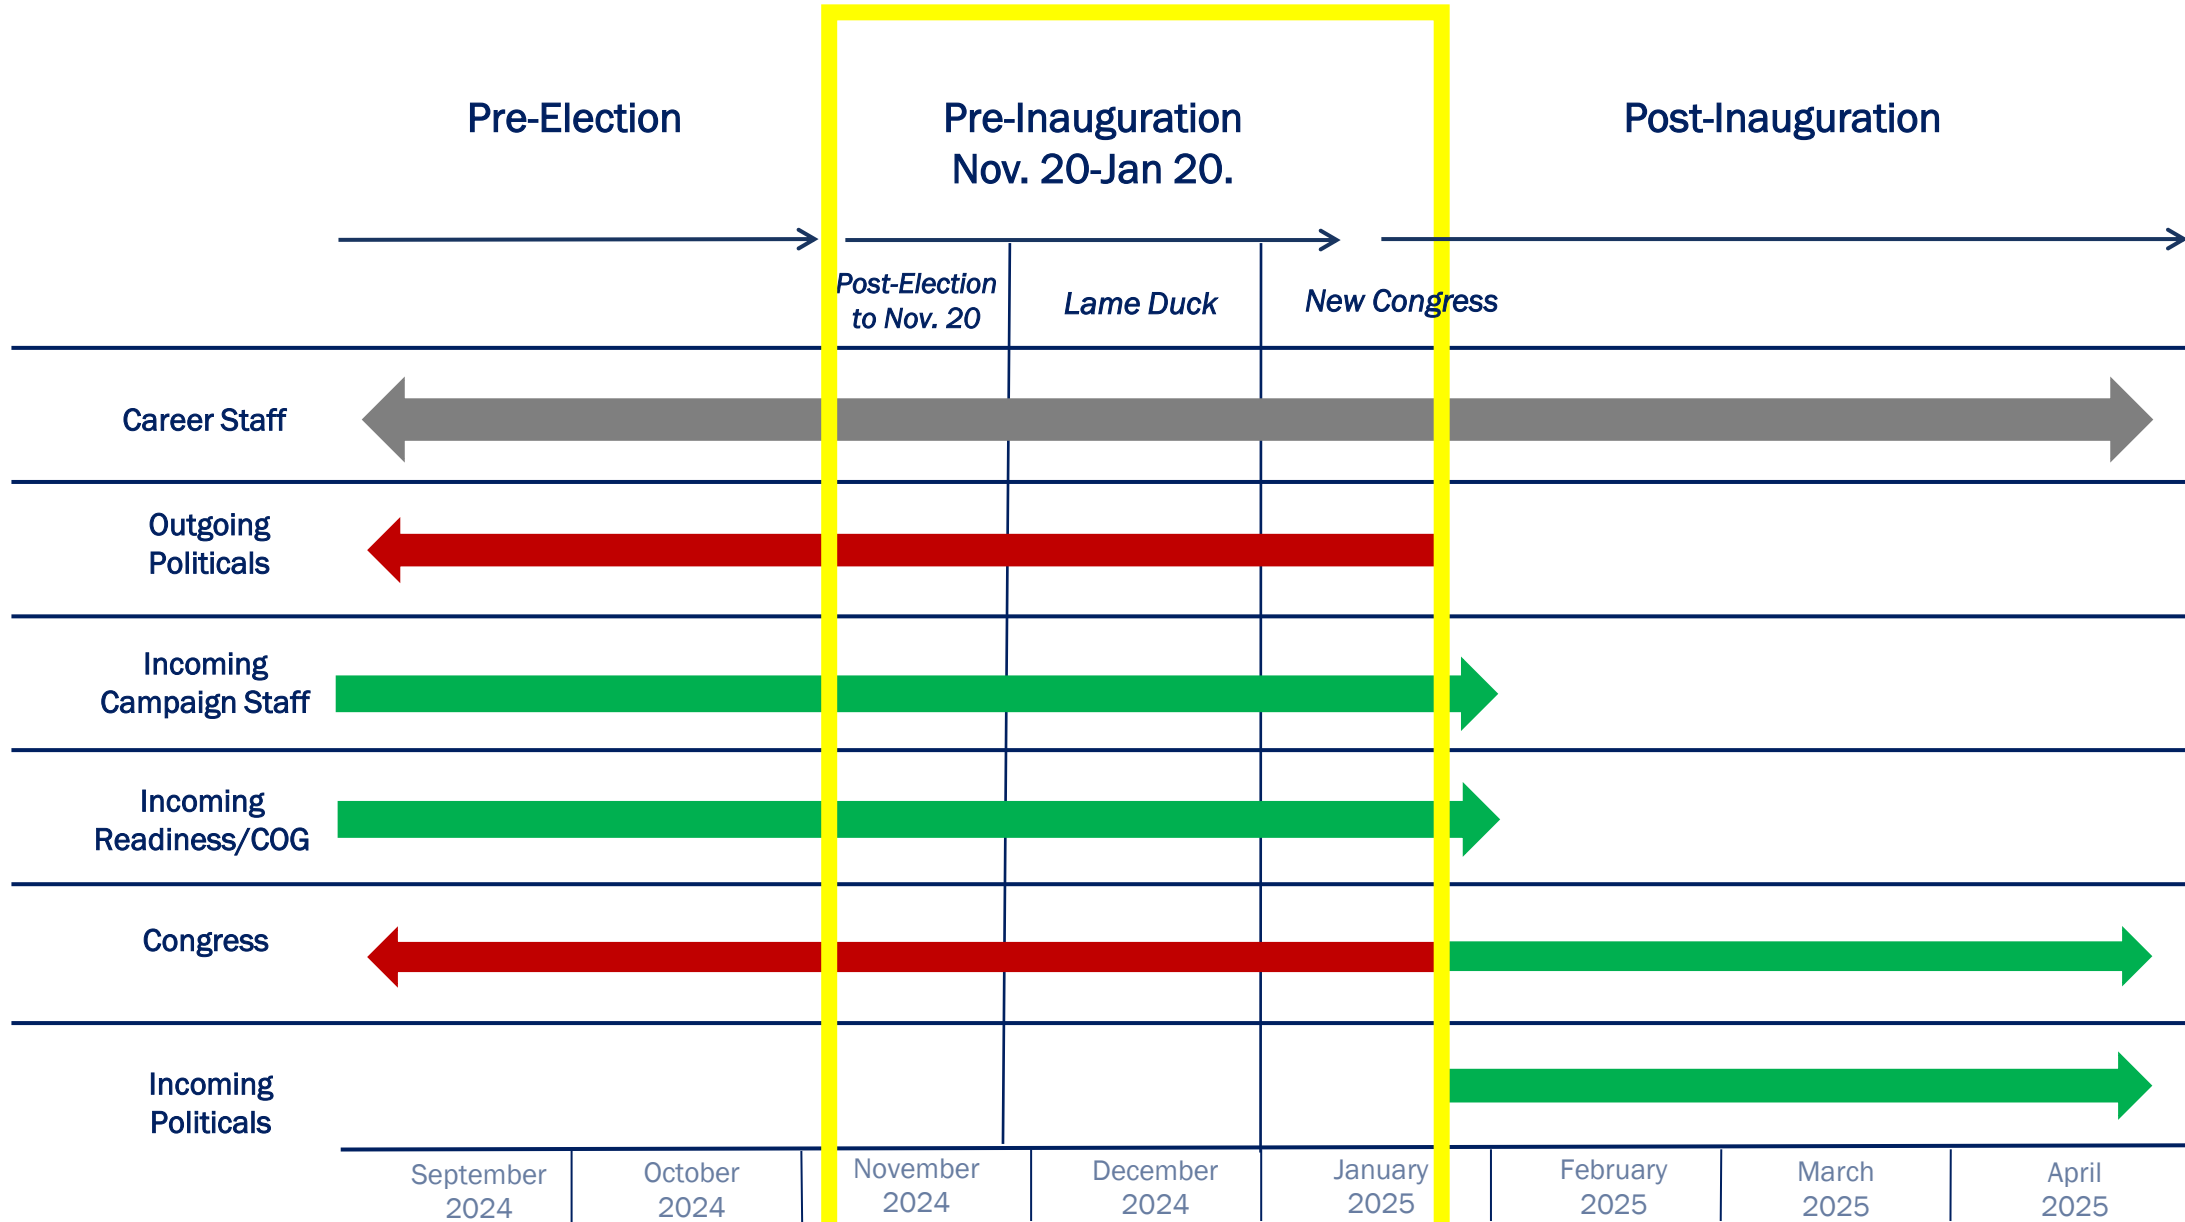 Pre-Election
Pre-Inauguration
Nov. 20-Jan 20.
Post-Inauguration
Post-Election
to Nov. 20
Lame Duck
New Congress
Career Staff
Outgoing
Politicals
Incoming
Campaign Staff
Incoming
Readiness/COG
Congress
Incoming
Politicals
September
2024
October
2024
November
2024
December
2024
January
2025
February
2025
March
2025
April
2025